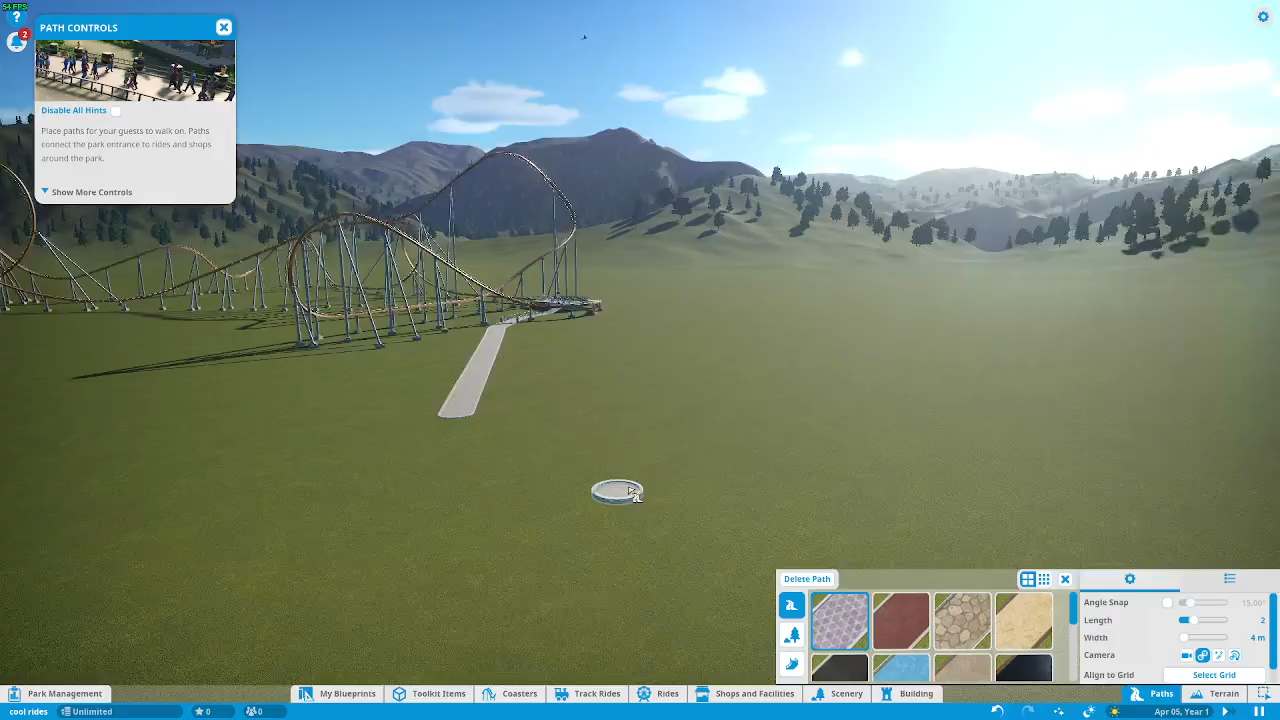 54 FPS
?
PATH CONTROLS
2
Disable All Hints
Place paths for your guests to walk on. Paths
connect the park entrance to rides and shops
around the park.
Show More Controls
Delete Path
Angle Snap
15.00°
Length
2
Width
4 m
Camera
Align to Grid
Select Grid
Park Management
My Blueprints
Toolkit Items
Coasters
Track Rides
Rides
Shops and Facilities
Scenery
Building
Paths
Terrain
cool rides
Unlimited
0
0
Apr 05, Year 1